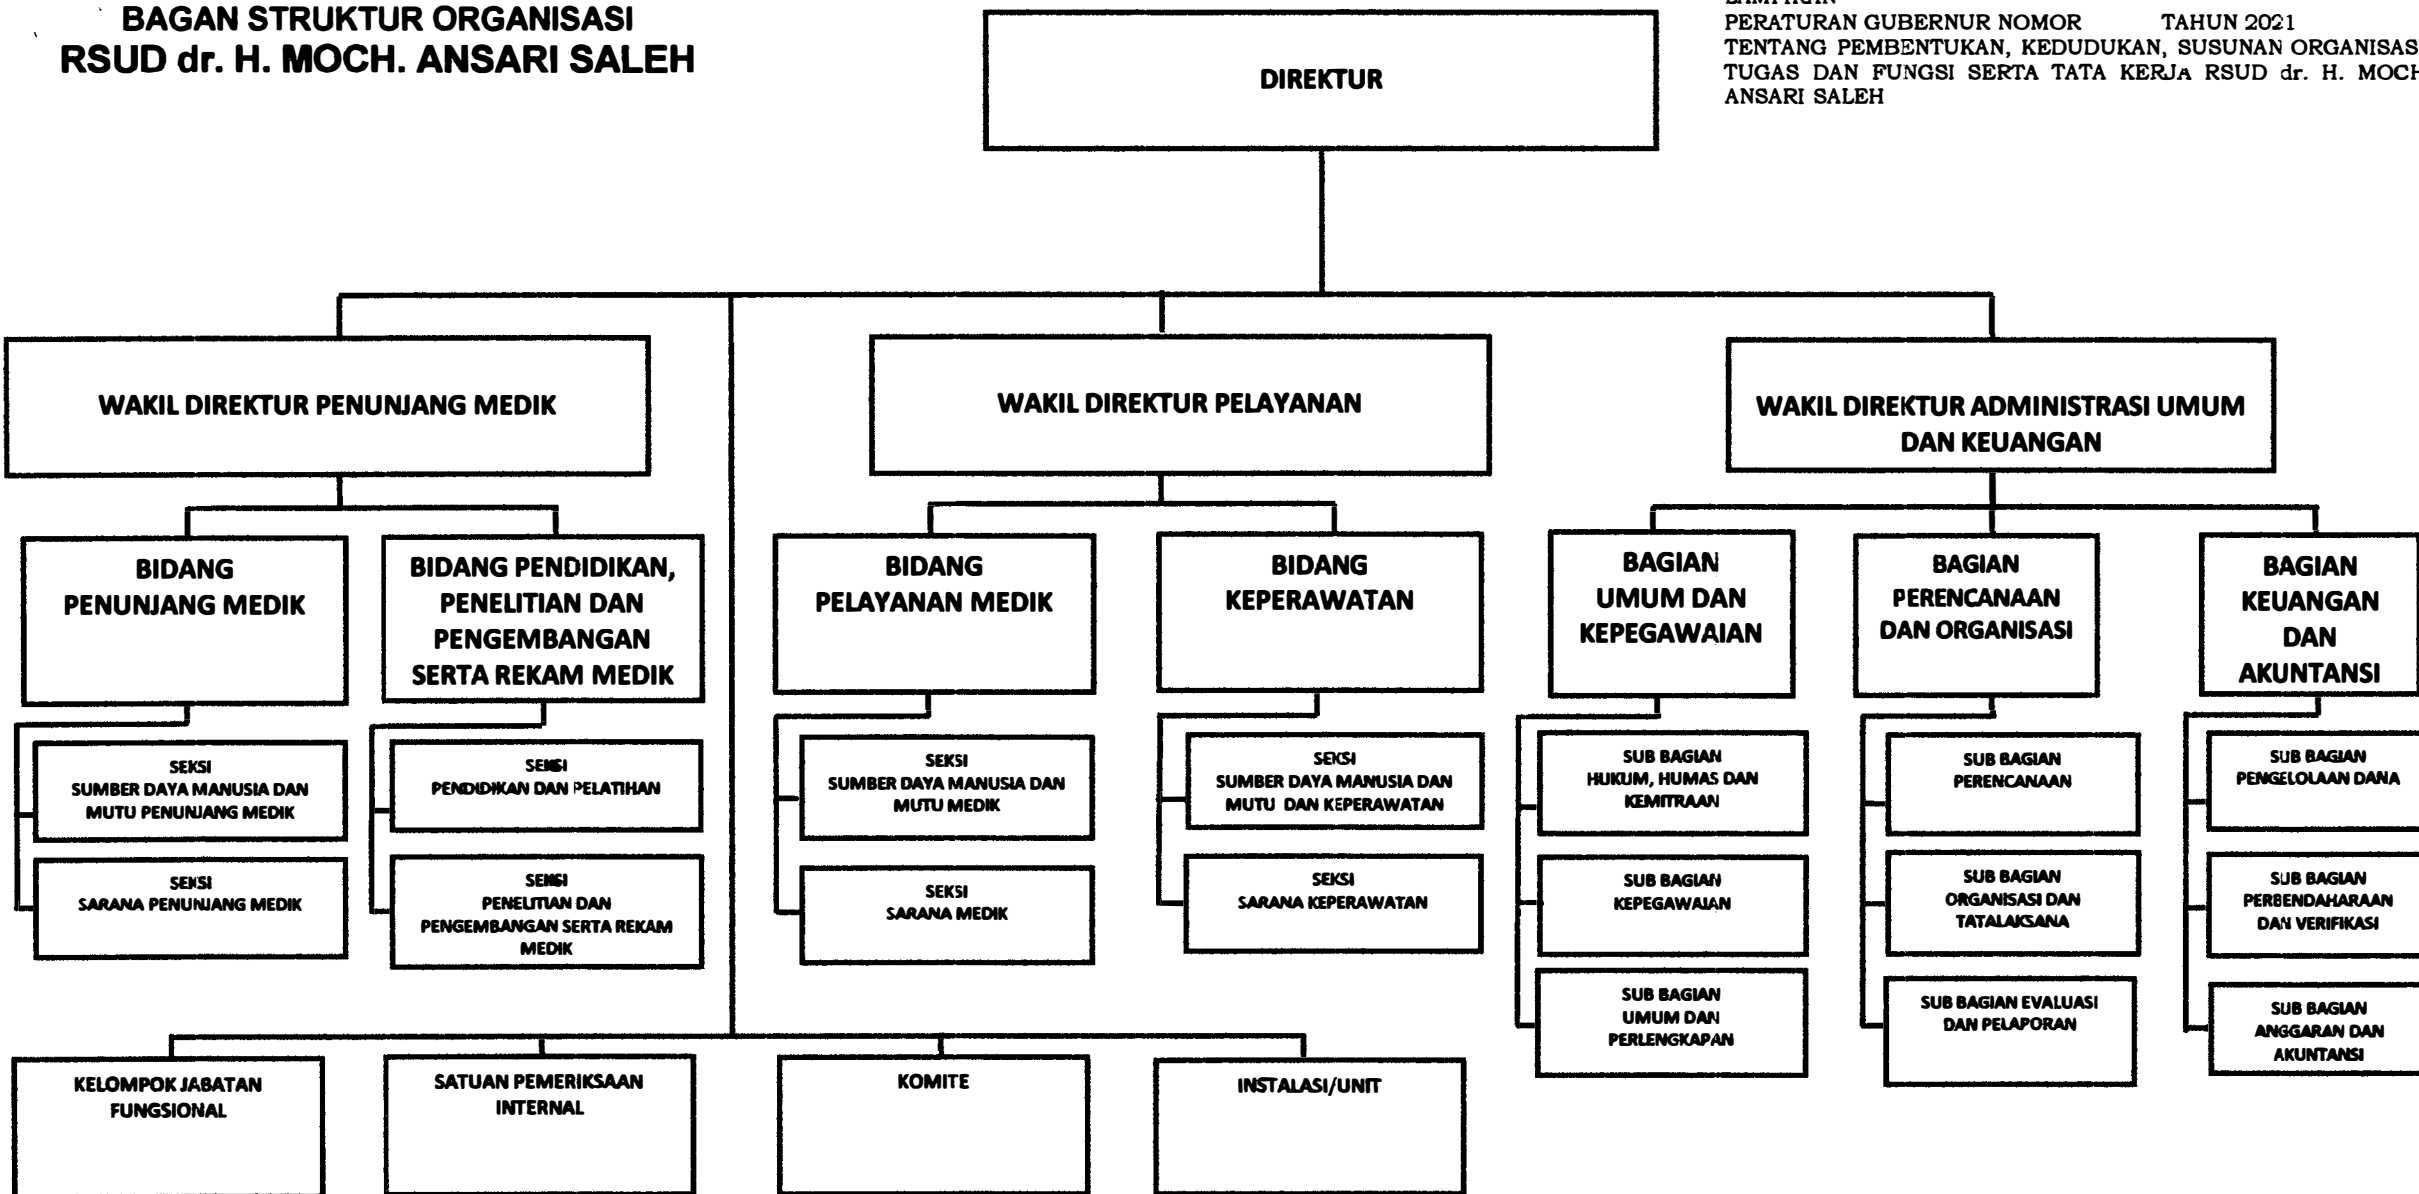 BAGAN STRUKTUR ORGANISASI
RSUD dr. H. MOCH. ANSARI SALEH
LAMPIRAN
PERATURAN GUBERNUR NOMOR TAHUN 2021
TENTANG PEMBENTUKAN, KEDUDUKAN, SUSUNAN ORGANISAS
TUGAS DAN FUNGSI SERTA TATA KERJA RSUD dr. H. MOCH
ANSARI SALEH
DIREKTUR
WAKIL DIREKTUR PENUNJANG MEDIK
WAKIL DIREKTUR PELAYANAN
WAKIL DIREKTUR ADMINISTRASI UMUM
DAN KEUANGAN
BIDANG
PENUNJANG MEDIK
BIDANG PENDIDIKAN,
PENELITIAN DAN
PENGEMBANGAN
SERTA REKAM MEDIK
BIDANG
PELAYANAN MEDIK
BIDANG
KEPERAWATAN
BAGIAN
UMUM DAN
KEPEGAWAIAN
BAGIAN
PERENCANAAN
DAN ORGANISASI
BAGIAN
KEUANGAN
DAN
AKUNTANSI
SEKSI
SUMBER DAYA MANUSIA DAN
MUTU PENUNJANG MEDIK
SEKSI
PENDIDIKAN DAN PELATIHAN
SEKSI
SUMBER DAYA MANUSIA DAN
MUTU MEDIK
SEKSI
SUMBER DAYA MANUSIA DAN
MUTU DAN KEPERAWATAN
SUB BAGIAN
HUKUM, HUMAS DAN
KEMITRAAN
SUB BAGIAN
PERENCANAAN
SUB BAGIAN
PENGELOLAAN DANA
SEKSI
SARANA PENUNJANG MEDIK
SEKSI
PENELITIAN DAN
PENGEMBANGAN SERTA REKAM
MEDIK
SEKSI
SARANA MEDIK
SEKSI
SARANA KEPERAWATAN
SUB BAGIAN
KEPEGAWAIAN
SUB BAGIAN
ORGANISASI DAN
TATALAKSANA
SUB BAGIAN
PERBENDAHARAAN
DAN VERIFIKASI
SUB BAGIAN
UMUM DAN
PERLENGKAPAN
SUB BAGIAN EVALUASI
DAN PELAPORAN
SUB BAGIAN
ANGGARAN DAN
AKUNTANSI
KELOMPOK JABATAN
FUNGSIONAL
SATUAN PEMERIKSAAN
INTERNAL
KOMITE
INSTALASI/UNIT